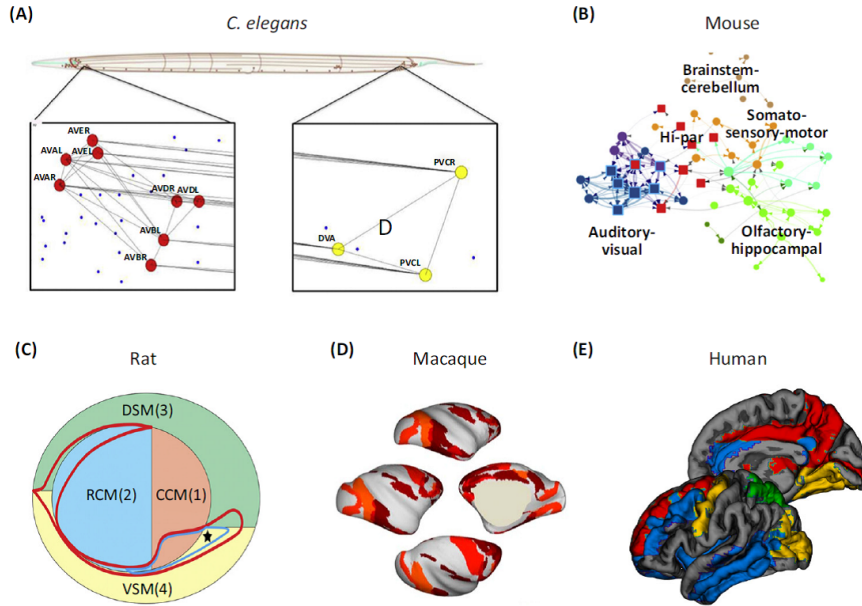 (A)
C. elegans
AVER
AVAL
AVEL
AVAR
AVDR
AVDL
AVBL
AVBR
PVCR
D
DVA
PVCL
(B)
Mouse
Brainstem-
cerebellum
Somato-
sensory-motor
Hi-par
Auditory-
visual
Olfactory-
hippocampal
(C)
Rat
DSM(3)
RCM(2)
CCM(1)
VSM(4)
(D)
Macaque
(E)
Human